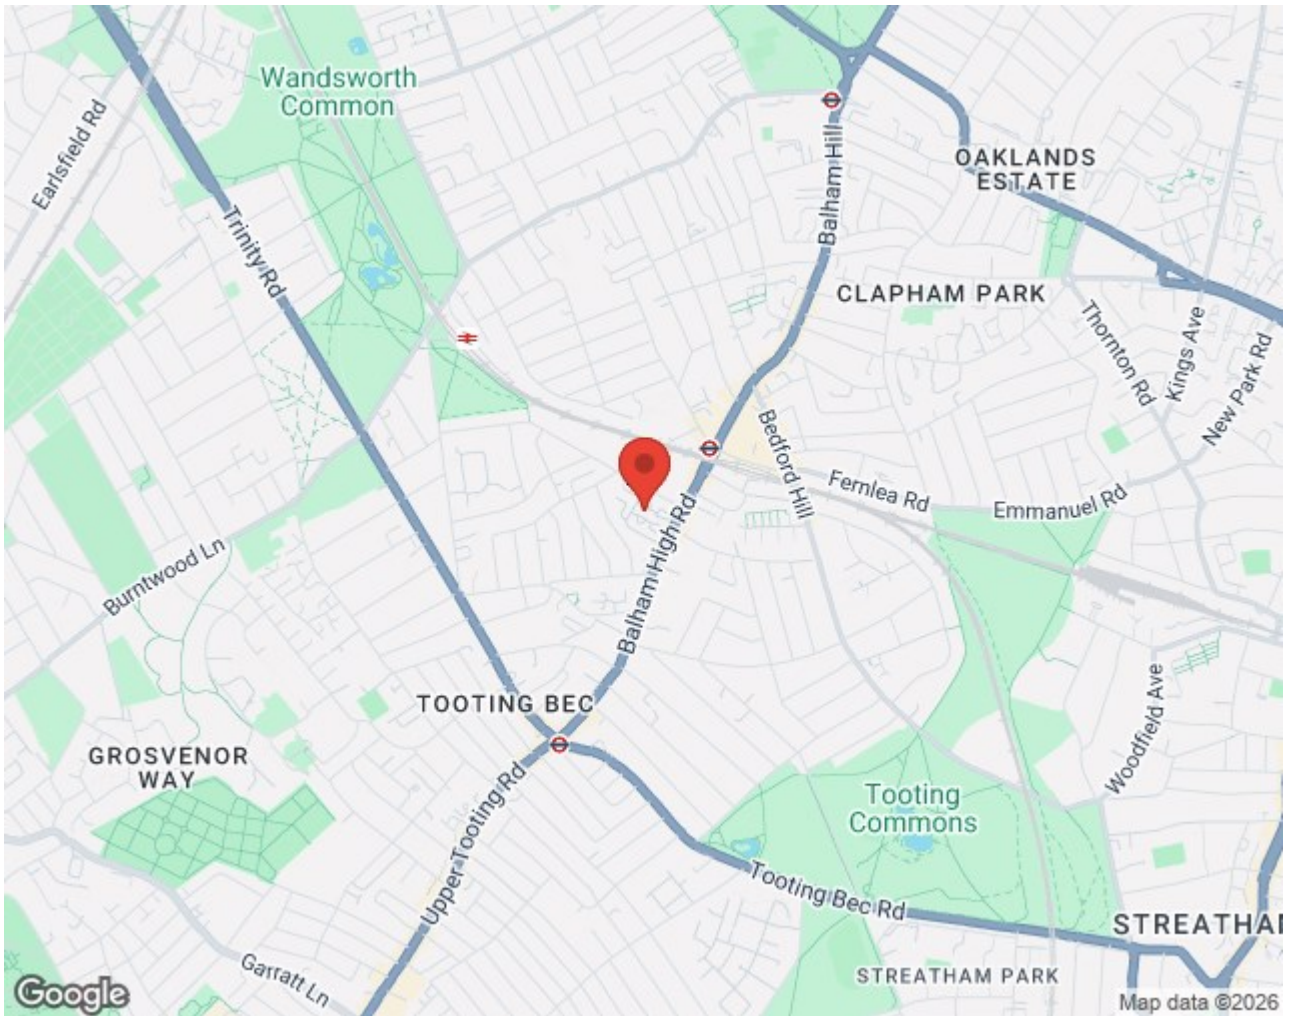 Wandsworth
Common
Earlsfield Rd
Trinity Rd
Balham Hill
OAKLANDS
ESTATE
CLAPHAM PARK
Thornton Rd
Kings Ave
New Park Rd
Bedford Hill
Fernlea Rd
Emmanuel Rd
Balham High Rd
Burntwood Ln
TOOTING BEC
GROSVENOR
WAY
Woodfield Ave
Tooting
Commons
Upper Tooting Rd
Tooting Bec Rd
STREATHA
STREATHAM PARK
Garratt Ln
Google
Map data ©2026